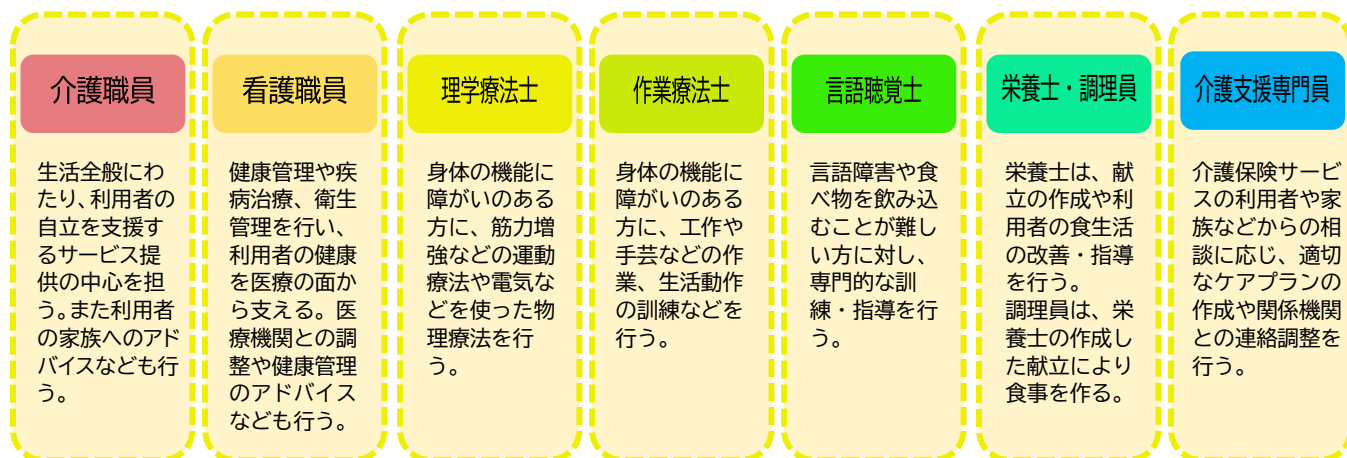 介護職員
生活全般にわ
たり、利用者の
自立を支援す
るサービス提
供の中心を担
う。また利用者
の家族へのアド
バイスなども行
う。
看護職員
健康管理や疾
病治療、衛生
管理を行い、
利用者の健康
を医療の面か
ら支える。医
療機関との調
整や健康管理
のアドバイス
なども行う。
理学療法士
身体の機能に
障がいのある
方に、筋力増
強などの運動
療法や電気な
どを使った物
理療法を行
う。
作業療法士
身体の機能に
障がいのある
方に、工作や
手芸などの作
業、生活動作
の訓練などを
行う。
言語聴覚士
言語障害や食
べ物を飲み込
むことが難し
い方に対し、
専門的な訓
練・指導を行
う。
栄養士・調理員
栄養士は、献
立の作成や利
用者の食生活
の改善・指導
を行う。
調理員は、栄
養士の作成し
た献立により
食事を作る。
介護支援専門員
介護保険サービ
スの利用者や家
族などからの相
談に応じ、適切
なケアプランの
作成や関係機関
との連絡調整を
行う。